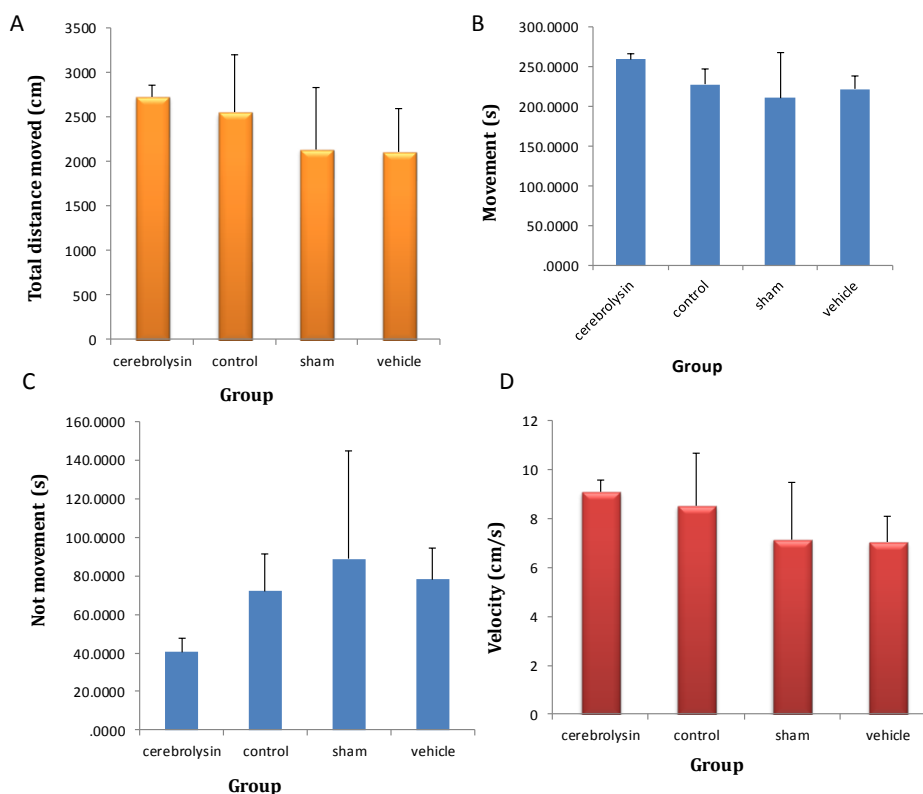 A
Total distance moved (cm)
3500
3000
2500
2000
1500
1000
500
0
cerebrolysin control sham vehicle
Group
B
Movement (s)
300.0000
250.0000
200.0000
150.0000
100.0000
50.0000
.0000
cerebrolysin control sham vehicle
Group
C
Not movement (s)
160.0000
140.0000
120.0000
100.0000
80.0000
60.0000
40.0000
20.0000
.0000
cerebrolysin control sham vehicle
Group
D
Velocity (cm/s)
12
10
8
6
4
2
0
cerebrolysin control sham vehicle
Group